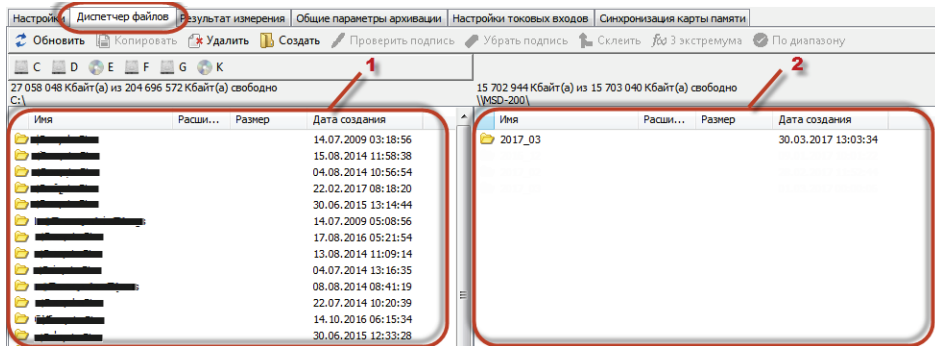 Настройки Диспетчер файлов Результат измерения Общие параметры архивации Настройки токовых входов Синхронизация карты памяти
Обновить Копировать Удалить Создать Проверить подпись Убрать подпись Склеить f(x) 3 экстремума По диапазону
C D E F G K
1
2
27 058 048 Кбайт(а) из 204 696 572 Кбайт(а) свободно
C:\
Имя Расши... Размер Дата создания
14.07.2009 03:18:56
15.08.2014 11:58:38
04.08.2014 10:56:54
22.02.2017 08:18:20
30.06.2015 13:14:44
14.07.2009 05:08:56
17.08.2016 05:21:54
13.08.2014 11:09:14
04.07.2014 13:16:35
08.08.2014 08:41:19
22.07.2014 10:20:39
14.10.2016 06:15:34
30.06.2015 12:33:28
15 702 944 Кбайт(а) из 15 703 040 Кбайт(а) свободно
\\MSD-200\
Имя Расши... Размер Дата создания
2017_03 30.03.2017 13:03:34